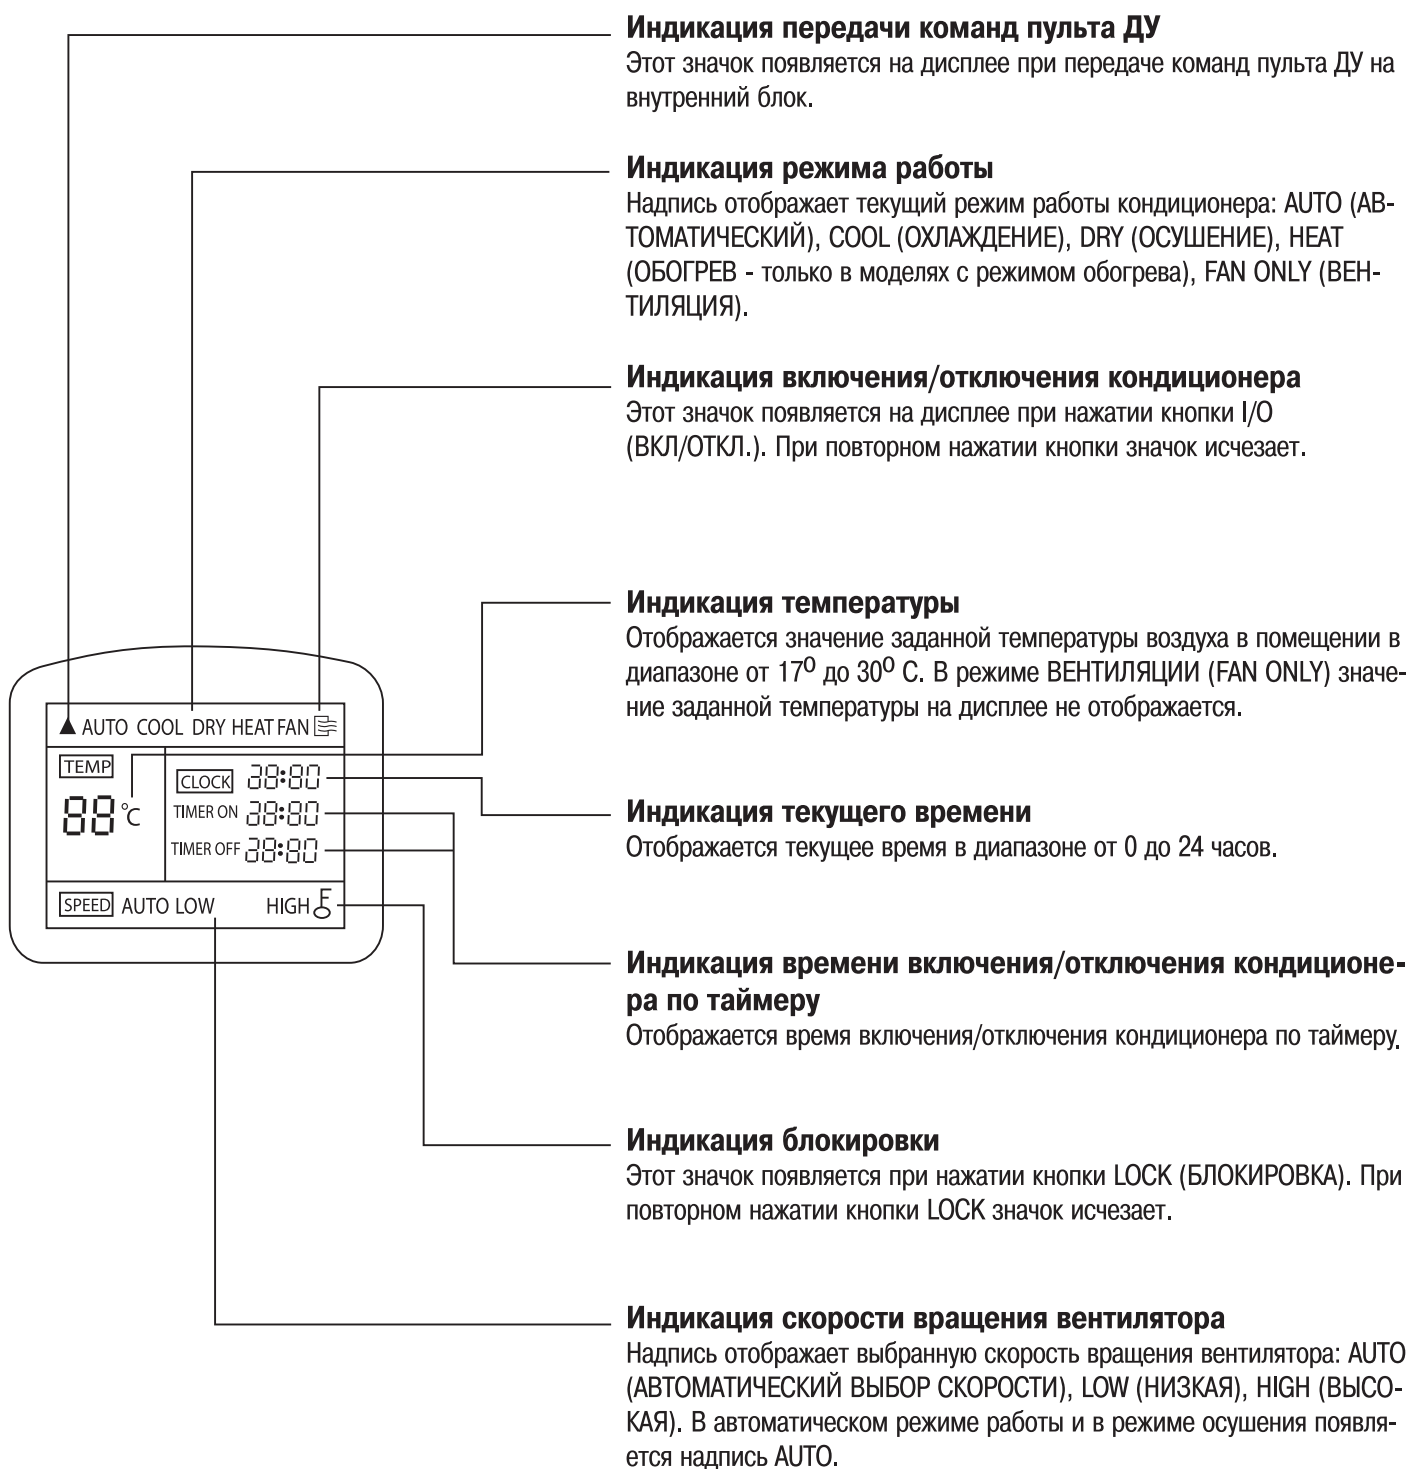 Индикация передачи команд пульта ДУ
Этот значок появляется на дисплее при передаче команд пульта ДУ на
внутренний блок.
Индикация режима работы
Надпись отображает текущий режим работы кондиционера: AUTO (АВ-
ТОМАТИЧЕСКИЙ), COOL (ОХЛАЖДЕНИЕ), DRY (ОСУШЕНИЕ), HEAT
(ОБОГРЕВ - только в моделях с режимом обогрева), FAN ONLY (ВЕН-
ТИЛЯЦИЯ).
Индикация включения/отключения кондиционера
Этот значок появляется на дисплее при нажатии кнопки I/O
(ВКЛ/ОТКЛ.). При повторном нажатии кнопки значок исчезает.
Индикация температуры
Отображается значение заданной температуры воздуха в помещении в
диапазоне от 17⁰ до 30⁰ С. В режиме ВЕНТИЛЯЦИИ (FAN ONLY) значе-
ние заданной температуры на дисплее не отображается.
▲ AUTO COOL DRY HEAT FAN
TEMP
88 °C
CLOCK 38:80
TIMER ON 38:80
TIMER OFF 38:80
SPEED AUTO LOW HIGH
Индикация текущего времени
Отображается текущее время в диапазоне от 0 до 24 часов.
Индикация времени включения/отключения кондиционе-
ра по таймеру
Отображается время включения/отключения кондиционера по таймеру.
Индикация блокировки
Этот значок появляется при нажатии кнопки LOCK (БЛОКИРОВКА). При
повторном нажатии кнопки LOCK значок исчезает.
Индикация скорости вращения вентилятора
Надпись отображает выбранную скорость вращения вентилятора: AUTO
(АВТОМАТИЧЕСКИЙ ВЫБОР СКОРОСТИ), LOW (НИЗКАЯ), HIGH (ВЫСО-
КАЯ). В автоматическом режиме работы и в режиме осушения появля-
ется надпись AUTO.